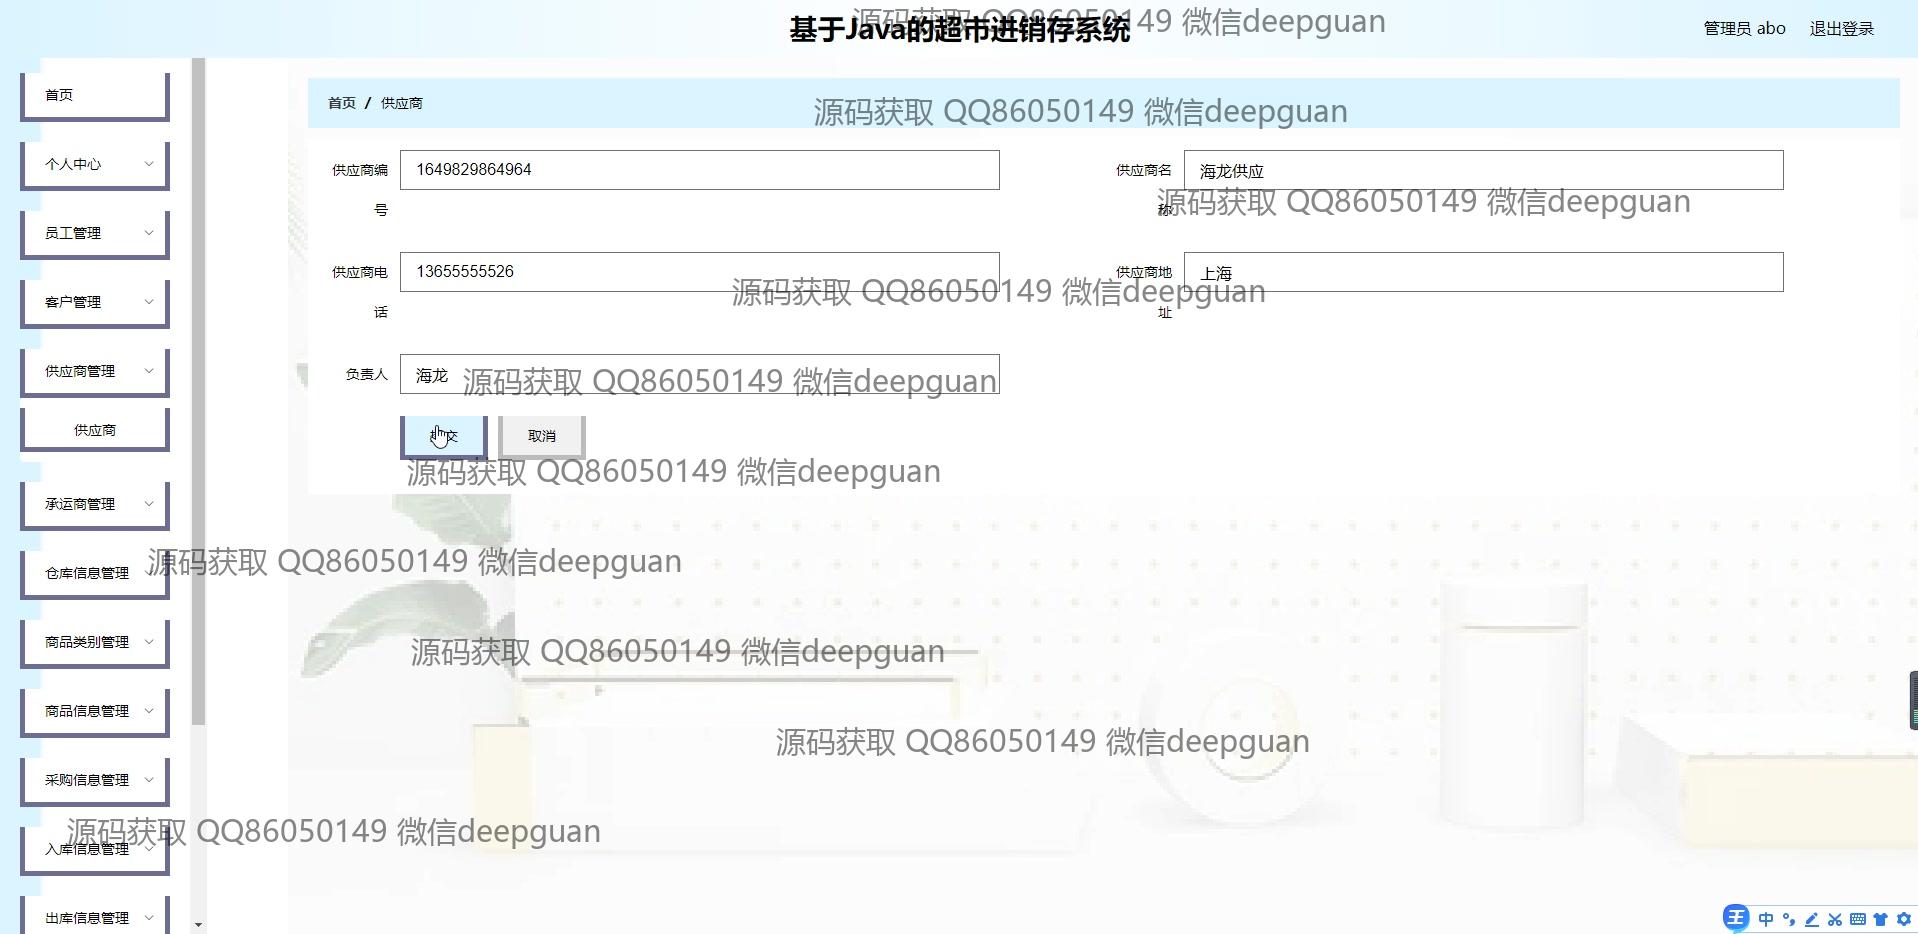 基于Java的超市进销存系统
源码获取 QQ86050149 微信deepguan
管理员 abo
退出登录
首页
个人中心
员工管理
客户管理
供应商管理
供应商
承运商管理
仓库信息管理
商品类别管理
商品信息管理
采购信息管理
入库信息管理
出库信息管理
首页 / 供应商
源码获取 QQ86050149 微信deepguan
供应商编号
1649829864964
供应商名称
海龙供应
源码获取 QQ86050149 微信deepguan
供应商电话
13655555526
供应商地址
上海
源码获取 QQ86050149 微信deepguan
负责人
海龙
源码获取 QQ86050149 微信deepguan
提交
取消
源码获取 QQ86050149 微信deepguan
源码获取 QQ86050149 微信deepguan
源码获取 QQ86050149 微信deepguan
源码获取 QQ86050149 微信deepguan
源码获取 QQ86050149 微信deepguan
王 中